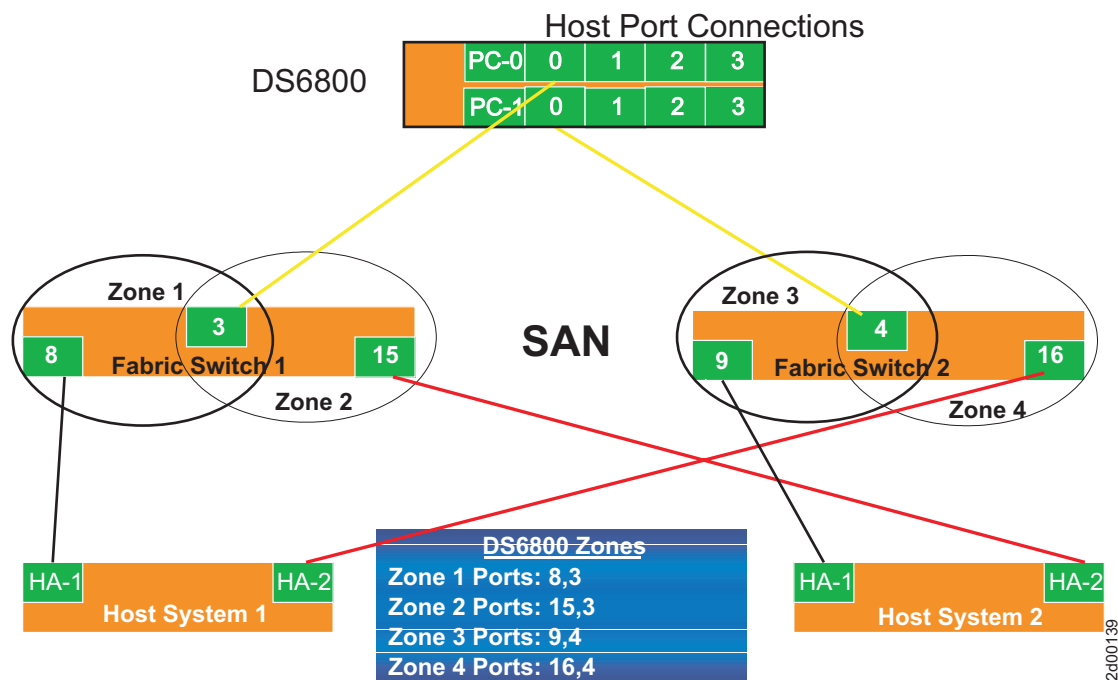 Host Port Connections
DS6800
PC-0 0 1 2 3
PC-1 0 1 2 3
Zone 1
3
8
15
Fabric Switch 1
Zone 2
SAN
Zone 3
4
9
16
Fabric Switch 2
Zone 4
HA-1
HA-2
Host System 1
DS6800 Zones
Zone 1 Ports: 8,3
Zone 2 Ports: 15,3
Zone 3 Ports: 9,4
Zone 4 Ports: 16,4
HA-1
HA-2
Host System 2
2d00139